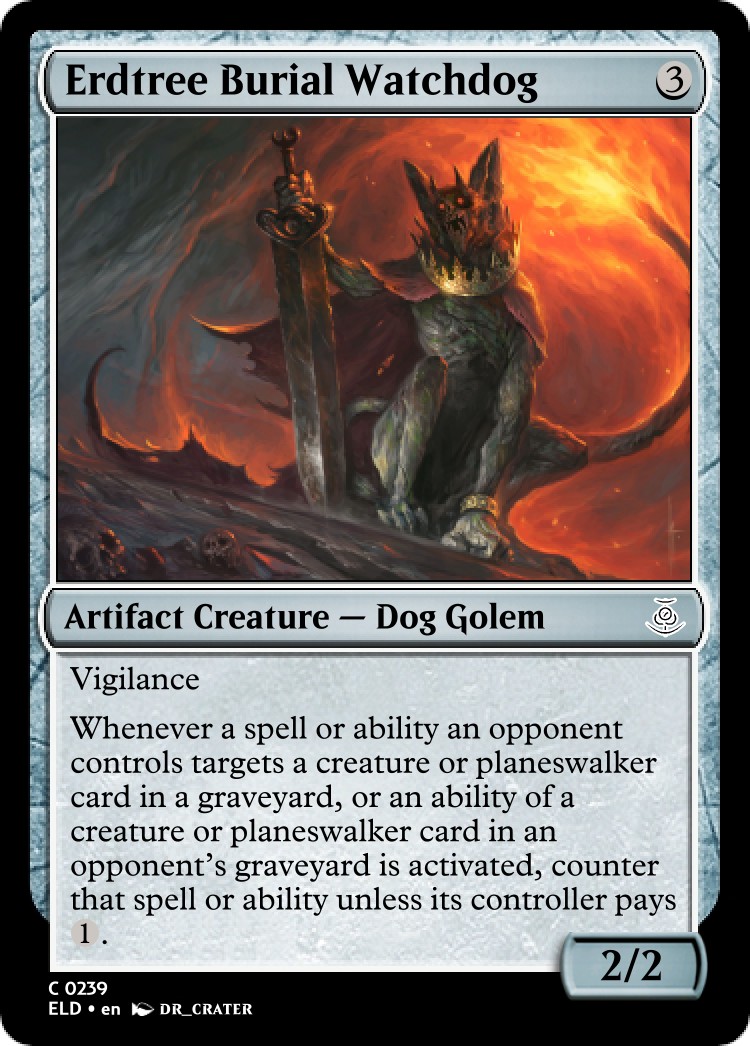 Erdtree Burial Watchdog 3
Artifact Creature — Dog Golem
Vigilance
Whenever a spell or ability an opponent
controls targets a creature or planeswalker
card in a graveyard, or an ability of a
creature or planeswalker card in an
opponent’s graveyard is activated, counter
that spell or ability unless its controller pays
1.
2/2
C 0239
ELD • en DR_CRATER